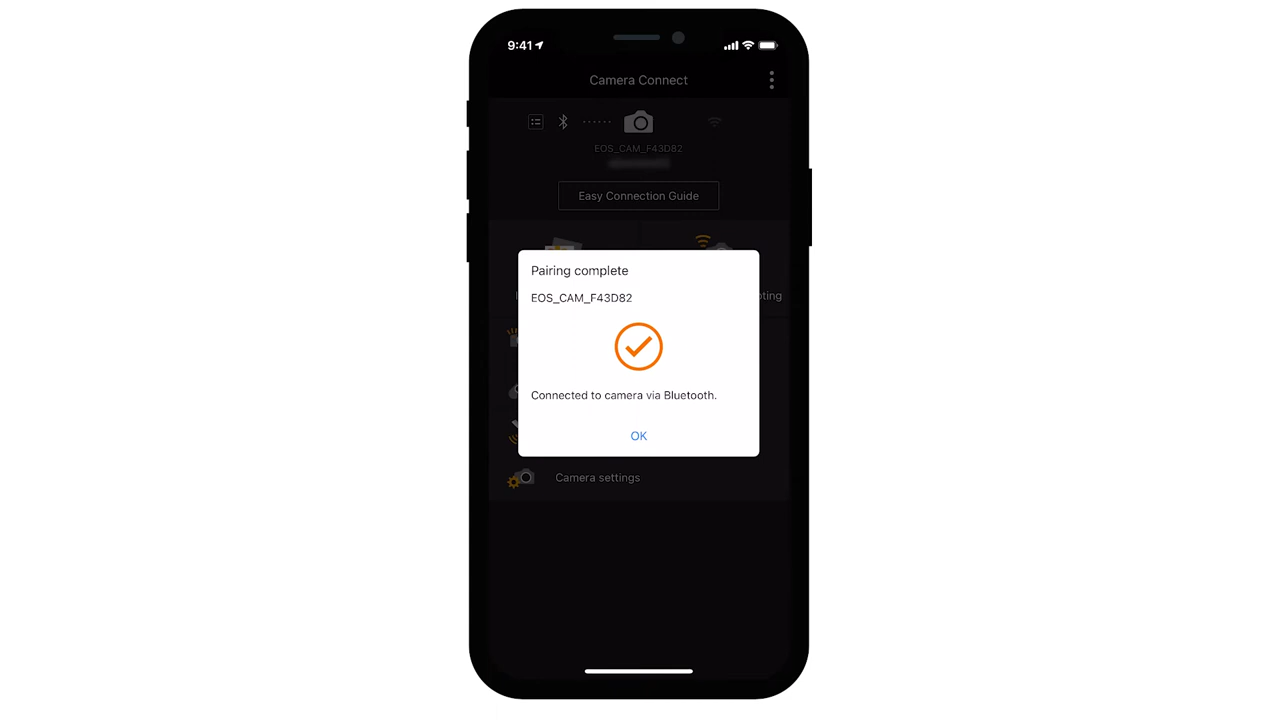 9:41
Camera Connect
EOS_CAM_F43D82
Easy Connection Guide
Pairing complete
EOS_CAM_F43D82
Connected to camera via Bluetooth.
OK
Camera settings